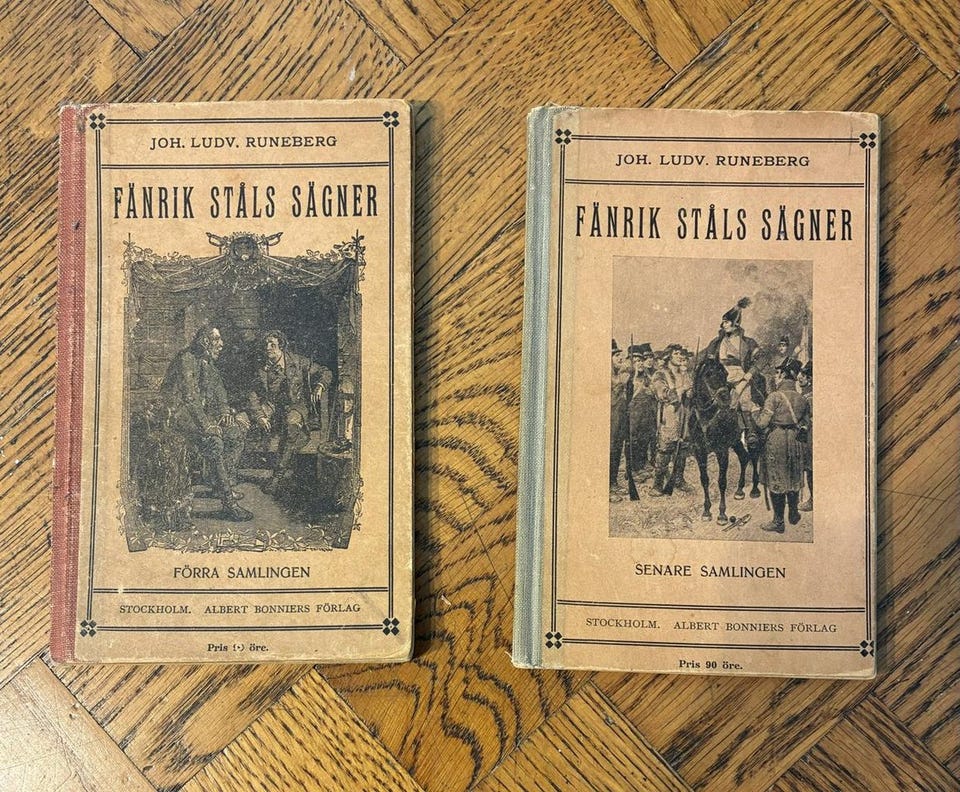 JOH. LUDV. RUNEBERG
FÄNRIK STÅLS SÄGNER
FÖRRA SAMLINGEN
STOCKHOLM. ALBERT BONNIERS FÖRLAG
Pris öre.
JOH. LUDV. RUNEBERG
FÄNRIK STÅLS SÄGNER
SENARE SAMLINGEN
STOCKHOLM. ALBERT BONNIERS FÖRLAG
Pris 90 öre.